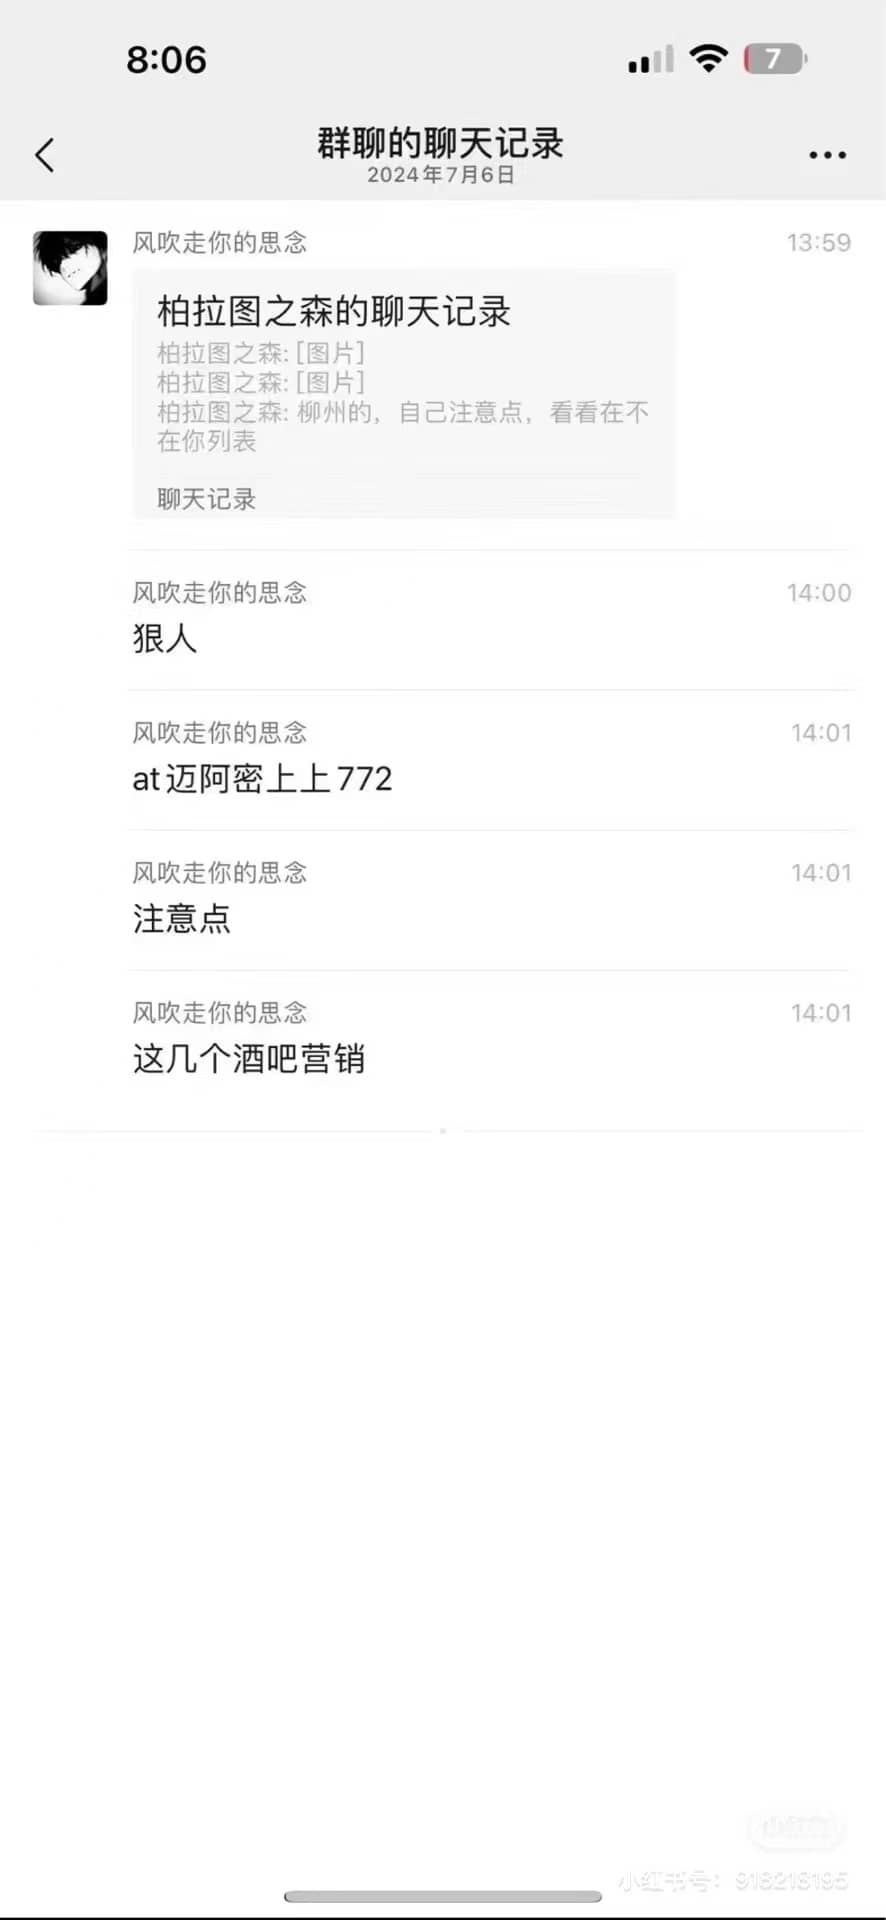 8:06
7
群聊的聊天记录
2024年7月6日
风吹走你的思念
13:59
柏拉图之森的聊天记录
柏拉图之森: [图片]
柏拉图之森: [图片]
柏拉图之森: 柳州的，自己注意点，看看在不
在你列表
聊天记录
风吹走你的思念
14:00
狠人
风吹走你的思念
14:01
at迈阿密上上772
风吹走你的思念
14:01
注意点
风吹走你的思念
14:01
这几个酒吧营销
小红书
小红书号：918218195